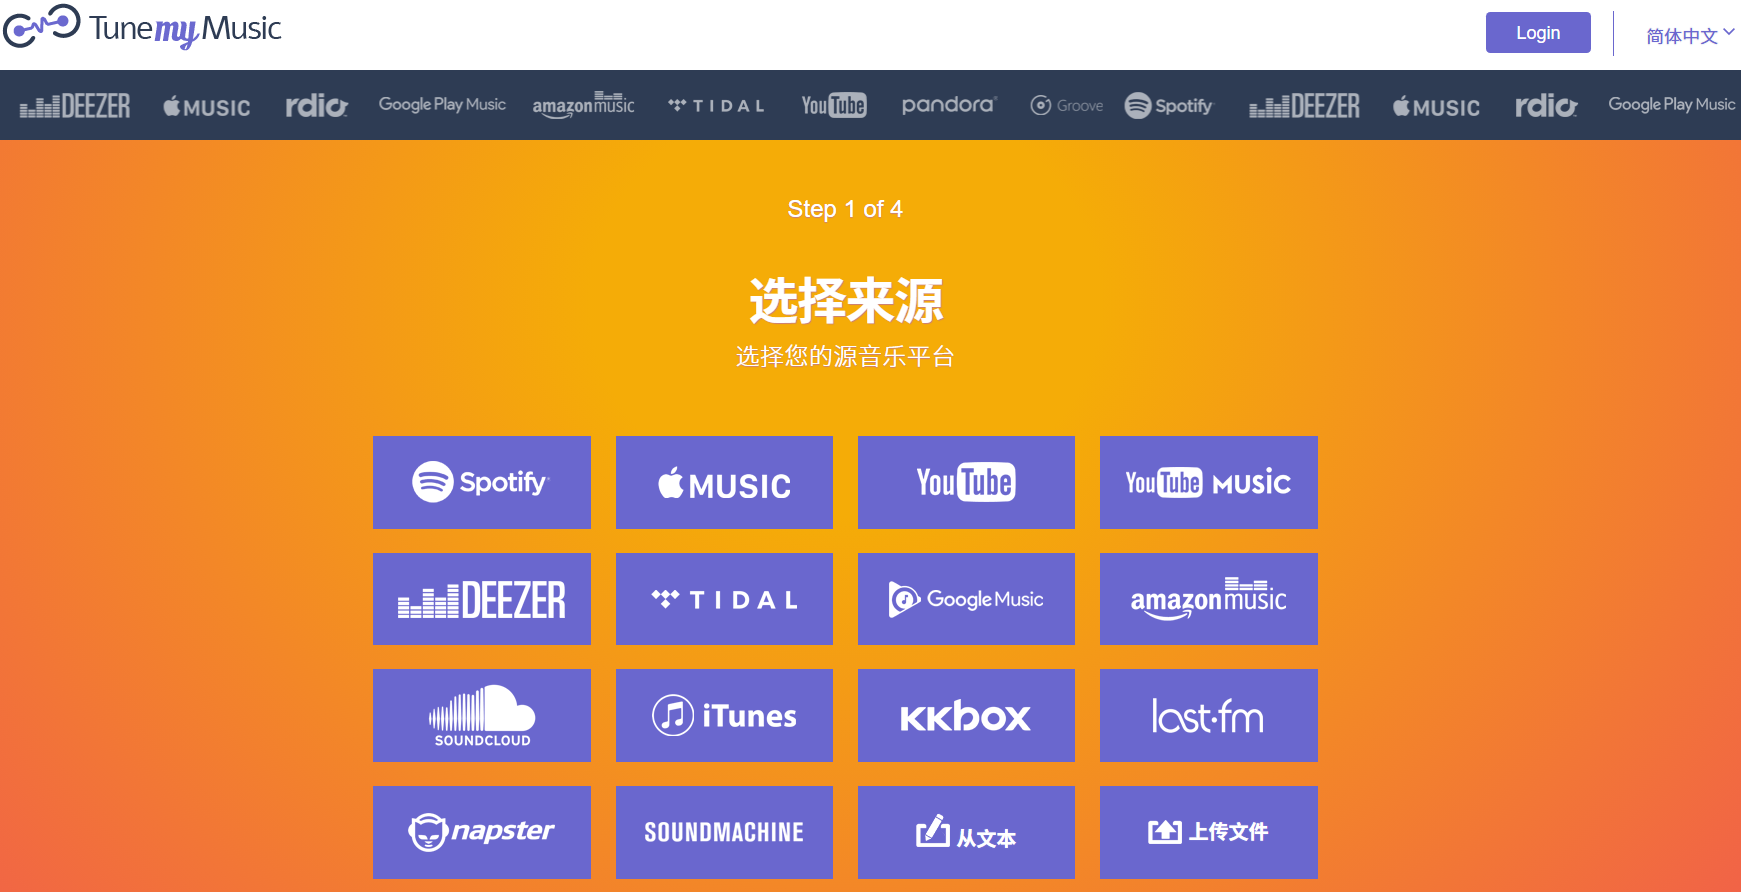 Tune my Music
Login
简体中文
DEEZER MUSIC rdio Google Play Music amazon music TIDAL YouTube pandora Groove Spotify DEEZER MUSIC rdio Google Play Music
Step 1 of 4
选择来源
选择您的源音乐平台
Spotify MUSIC YouTube YouTube MUSIC
DEEZER TIDAL Google Music amazon music
SOUNDCLOUD iTunes KKBOX last.fm
napster SOUNDMACHINE 从文本 上传文件